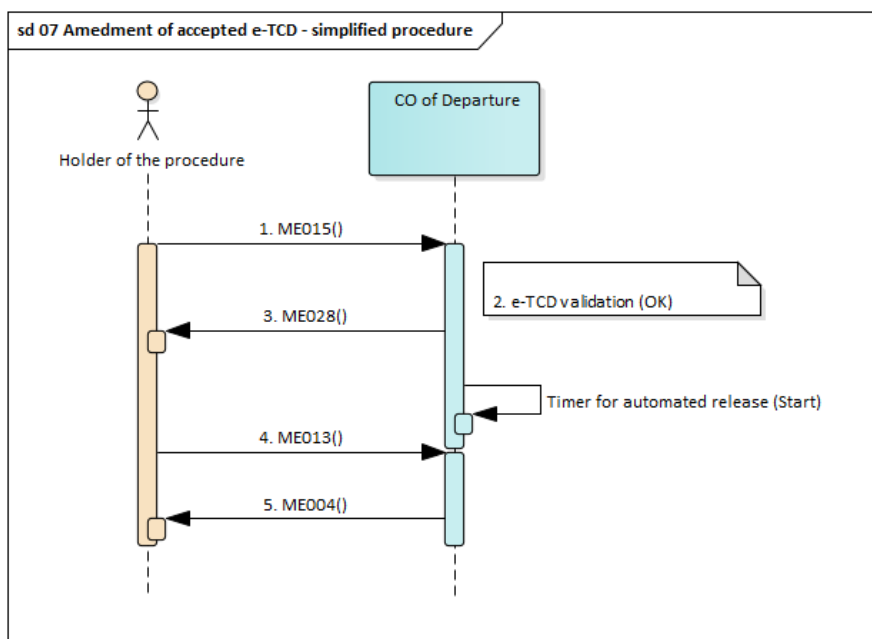 sd 07 Amedment of accepted e-TCD - simplified procedure
CO of Departure
Holder of the procedure
1. ME015()
2. e-TCD validation (OK)
3. ME028()
Timer for automated release (Start)
4. ME013()
5. ME004()